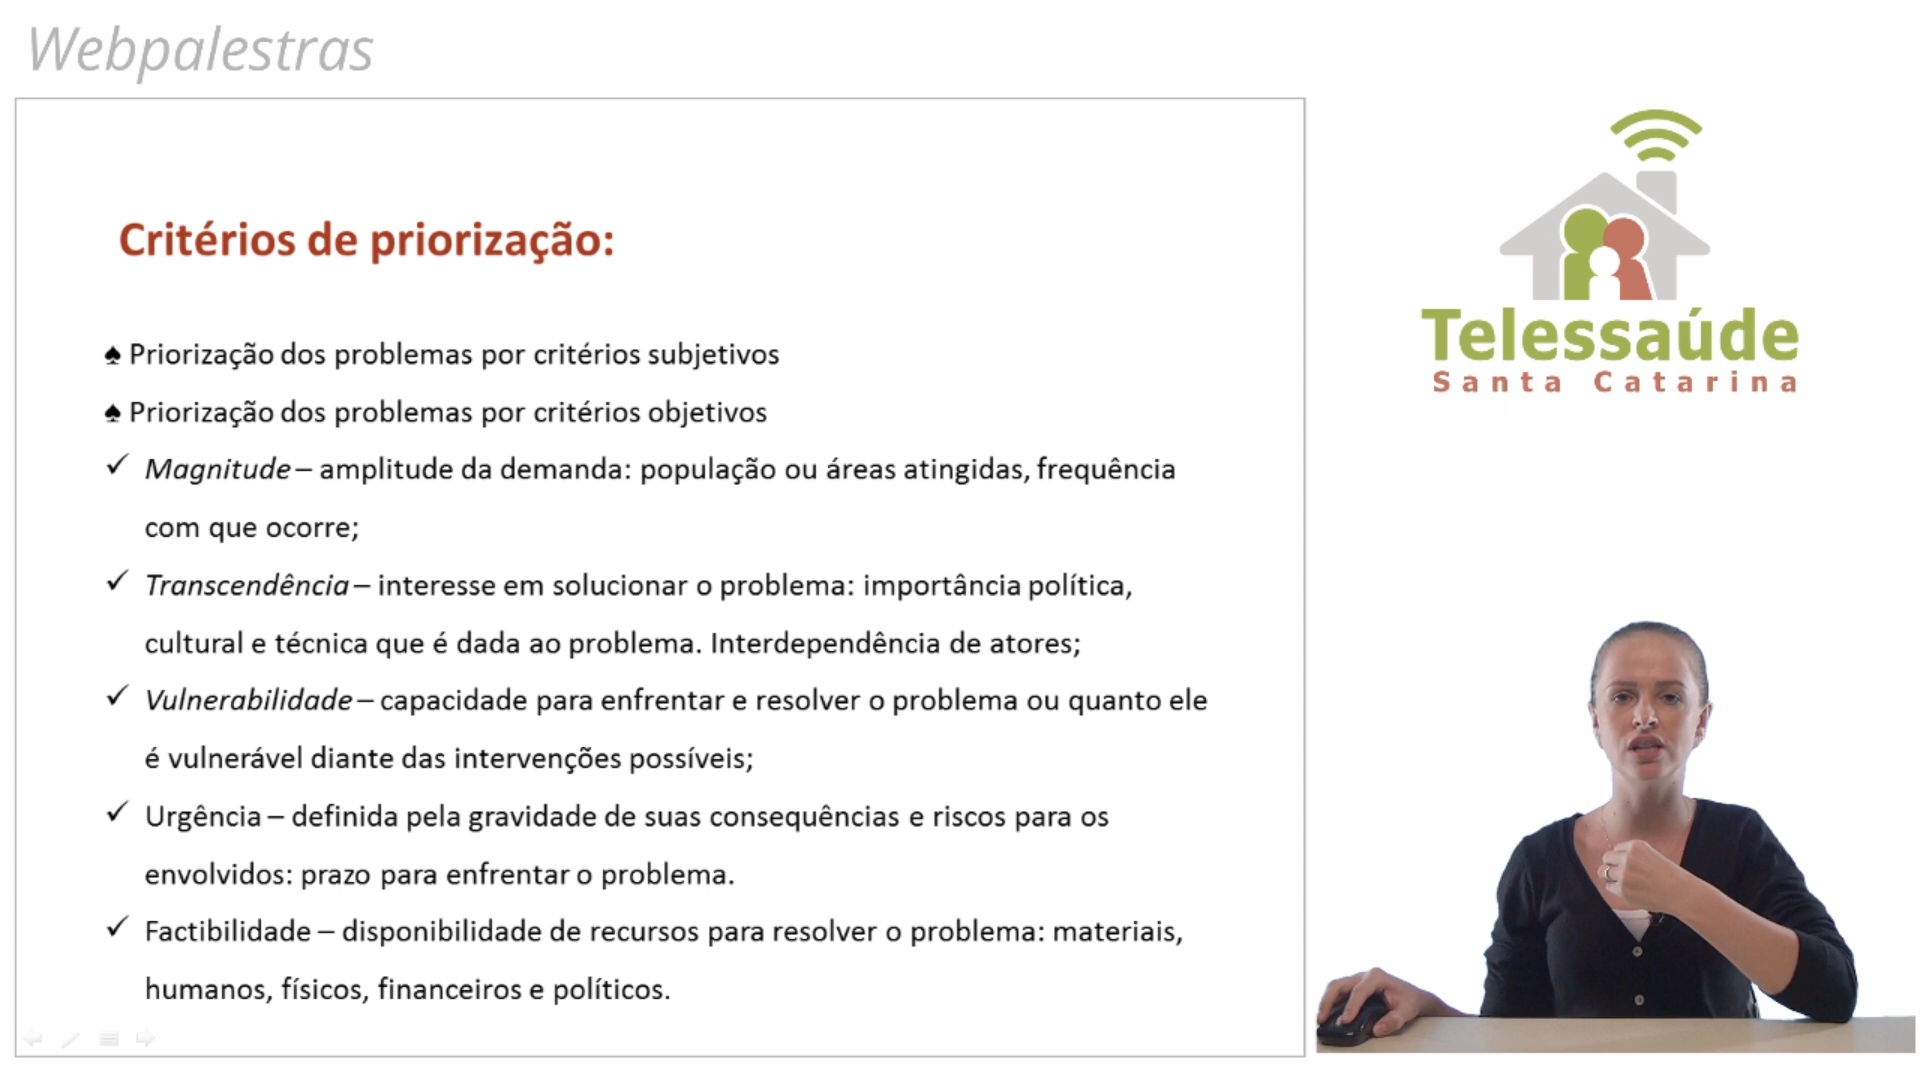 Webpalestras
Critérios de priorização:
♠ Priorização dos problemas por critérios subjetivos
♠ Priorização dos problemas por critérios objetivos
✓ Magnitude – amplitude da demanda: população ou áreas atingidas, frequência
com que ocorre;
✓ Transcendência – interesse em solucionar o problema: importância política,
cultural e técnica que é dada ao problema. Interdependência de atores;
✓ Vulnerabilidade – capacidade para enfrentar e resolver o problema ou quanto ele
é vulnerável diante das intervenções possíveis;
✓ Urgência – definida pela gravidade de suas consequências e riscos para os
envolvidos: prazo para enfrentar o problema.
✓ Factibilidade – disponibilidade de recursos para resolver o problema: materiais,
humanos, físicos, financeiros e políticos.
Telessaúde
Santa Catarina